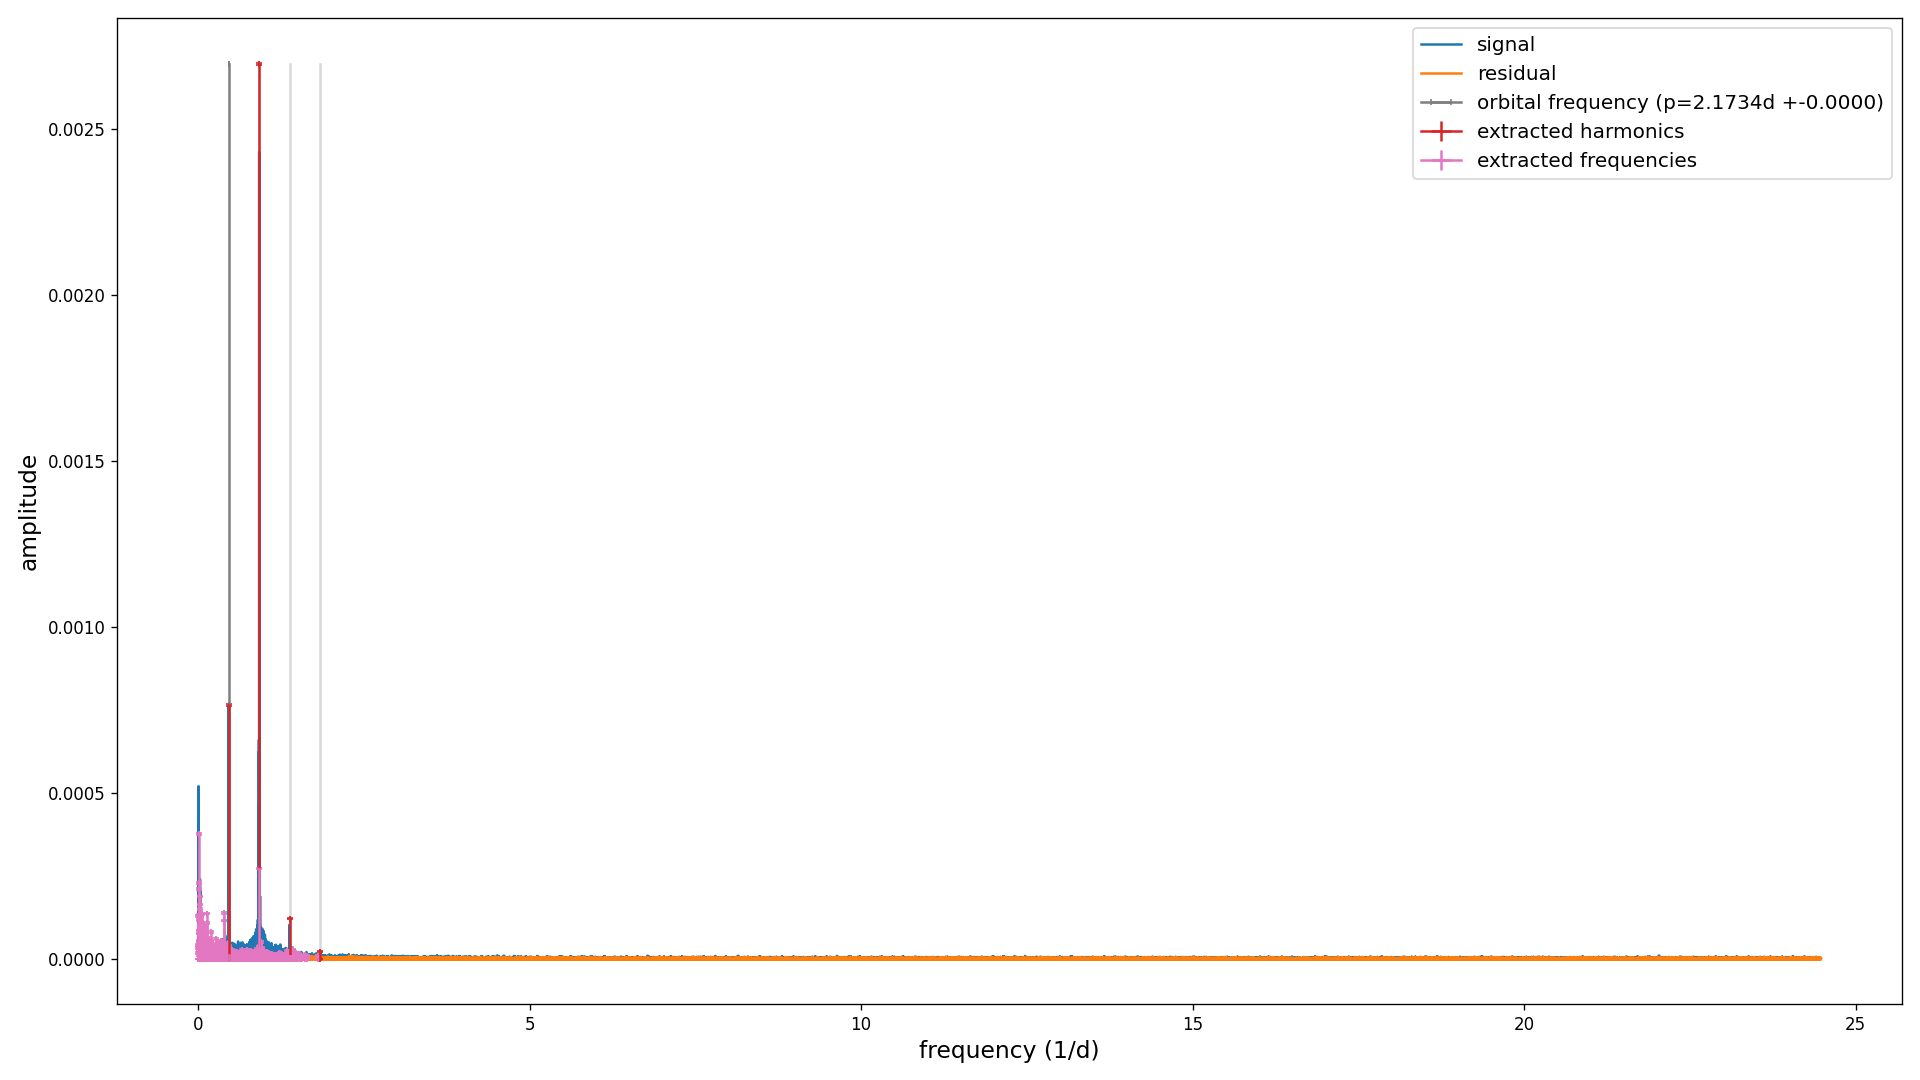 signal
residual
orbital frequency (p=2.1734d +-0.0000)
extracted harmonics
extracted frequencies
0.0025
0.0020
0.0015
0.0010
0.0005
0.0000
amplitude
0 5 10 15 20 25
frequency (1/d)